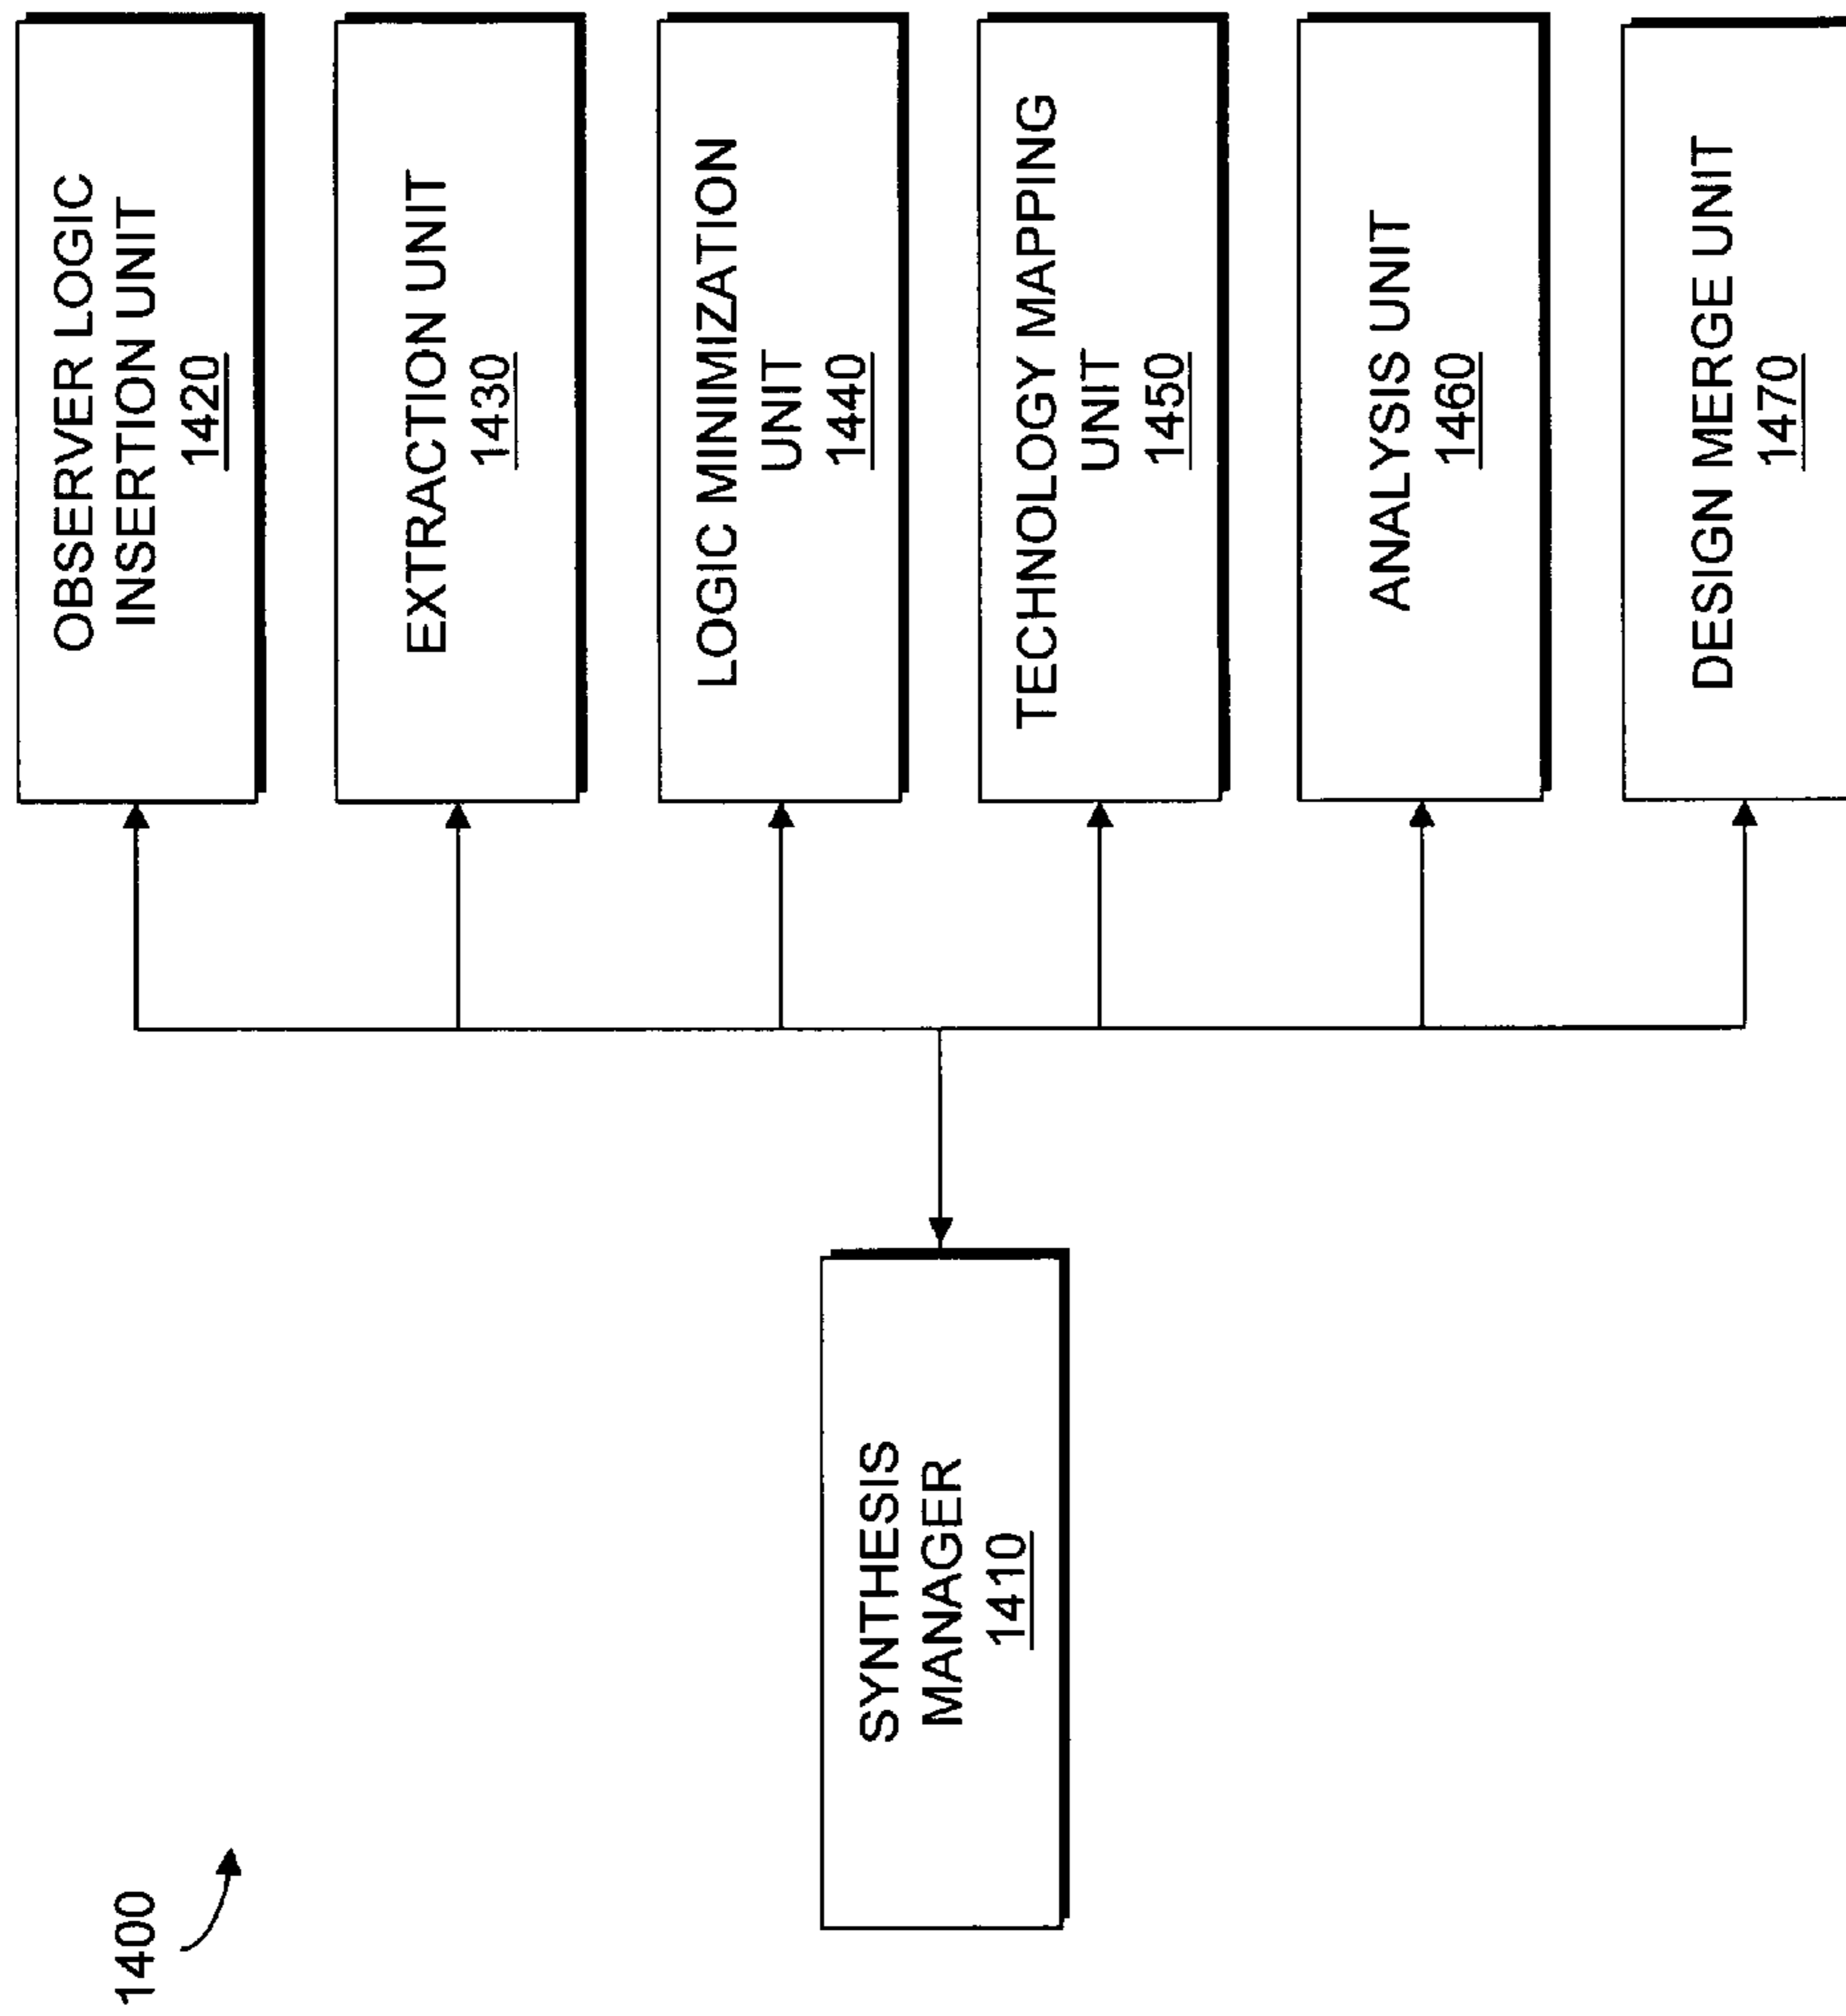 1400
SYNTHESIS
MANAGER
1410
OBSERVER LOGIC
INSERTION UNIT
1420
EXTRACTION UNIT
1430
LOGIC MINIMIZATION
UNIT
1440
TECHNOLOGY MAPPING
UNIT
1450
ANALYSIS UNIT
1460
DESIGN MERGE UNIT
1470